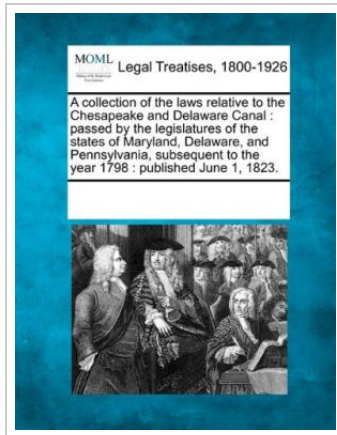 MOML
Legal Treatises, 1800-1926
A collection of the laws relative to the
Chesapeake and Delaware Canal :
passed by the legislatures of the
states of Maryland, Delaware, and
Pennsylvania, subsequent to the
year 1798 : published June 1, 1823.